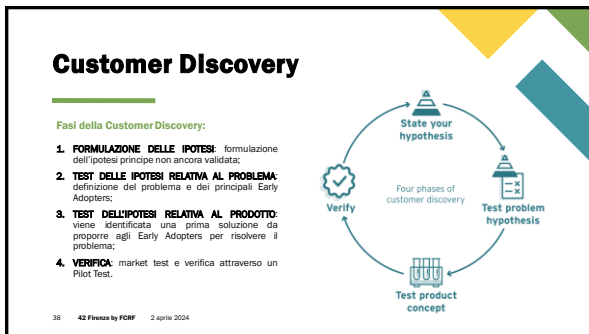 Customer Discovery
Fasi della Customer Discovery:
1. FORMULAZIONE DELLE IPOTESI: formulazione
dell'ipotesi principe non ancora validata;
2. TEST DELLE IPOTESI RELATIVA AL PROBLEMA:
definizione del problema e dei principali Early
Adopters;
3. TEST DELL'IPOTESI RELATIVA AL PRODOTTO:
viene identificata una prima soluzione da
proporre agli Early Adopters per risolvere il
problema;
4. VERIFICA: market test e verifica attraverso un
Pilot Test.
State your
hypothesis
Test problem
hypothesis
Test product
concept
Verify
Four phases of
customer discovery
38 42 Firenze by FCRF 2 aprile 2024